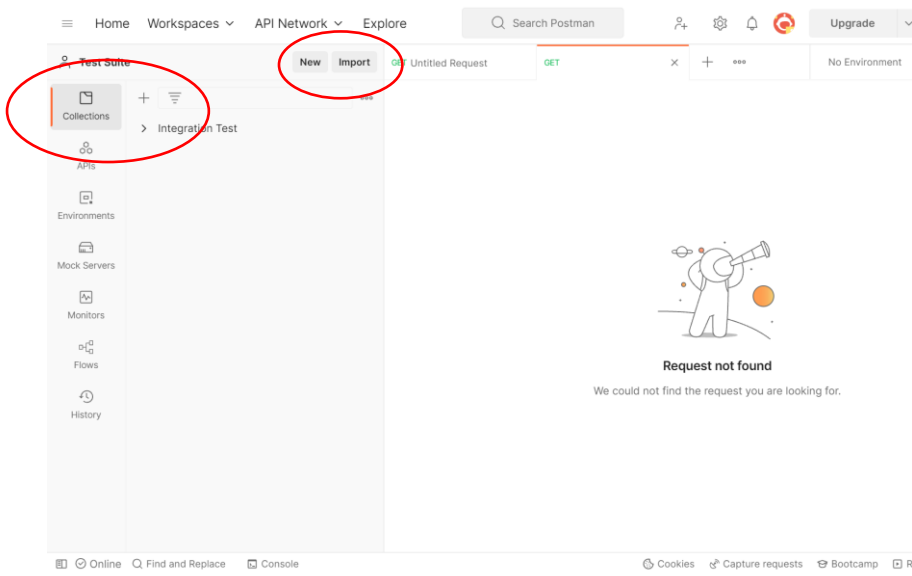 Home Workspaces API Network Explore Search Postman Upgrade
Test Suite New Import GET Untitled Request GET No Environment
Collections
Integration Test
APIs
Environments
Mock Servers
Monitors
Flows
History
Request not found
We could not find the request you are looking for.
Online Find and Replace Console Cookies Capture requests Bootcamp R